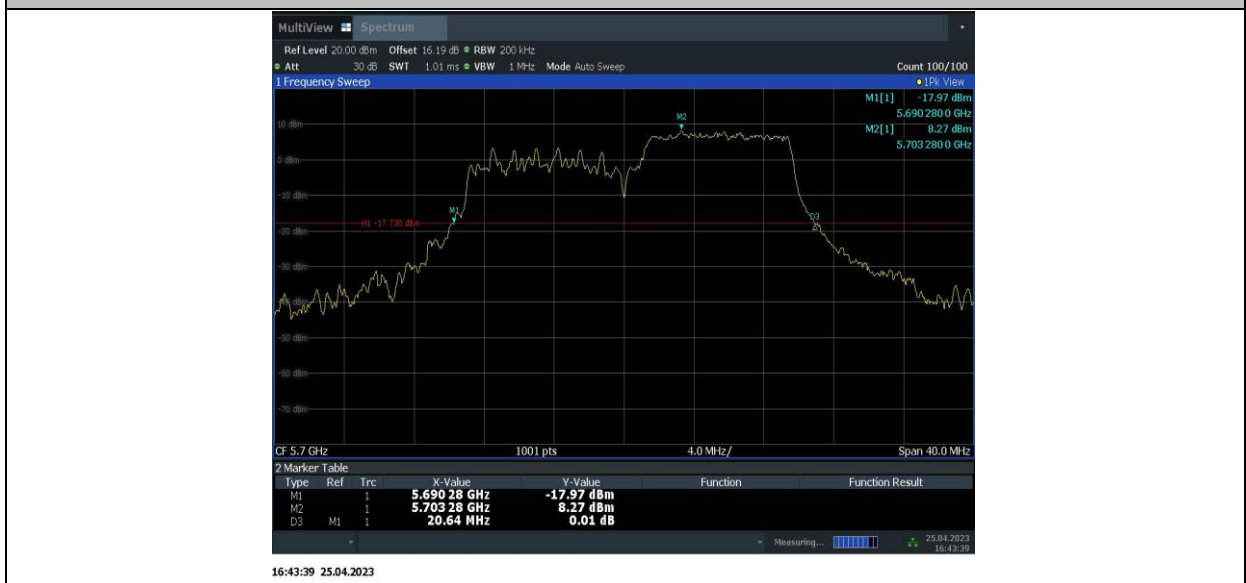 MultiView Spectrum
Ref Level 20.00 dBm Offset 16.19 dB RBW 200 kHz
Att 30 dB SWT 1.01 ms VBW 1 MHz Mode Auto Sweep Count 100/100
1 Frequency Sweep 1Pk View
M1[1] -17.97 dBm
5.690 280 0 GHz
M2
10 dBm
M2[1] 8.27 dBm
5.703 280 0 GHz
0 dBm
-10 dBm
M1
D3
H1 -17.730 dBm
-20 dBm
-30 dBm
-40 dBm
-50 dBm
-60 dBm
-70 dBm
CF 5.7 GHz 1001 pts 4.0 MHz/ Span 40.0 MHz
2 Marker Table
Type Ref Trc X-Value Y-Value Function Function Result
M1 1 5.690 28 GHz -17.97 dBm
M2 1 5.703 28 GHz 8.27 dBm
D3 M1 1 20.64 MHz 0.01 dB
Measuring... 25.04.2023
16:43:39
16:43:39 25.04.2023